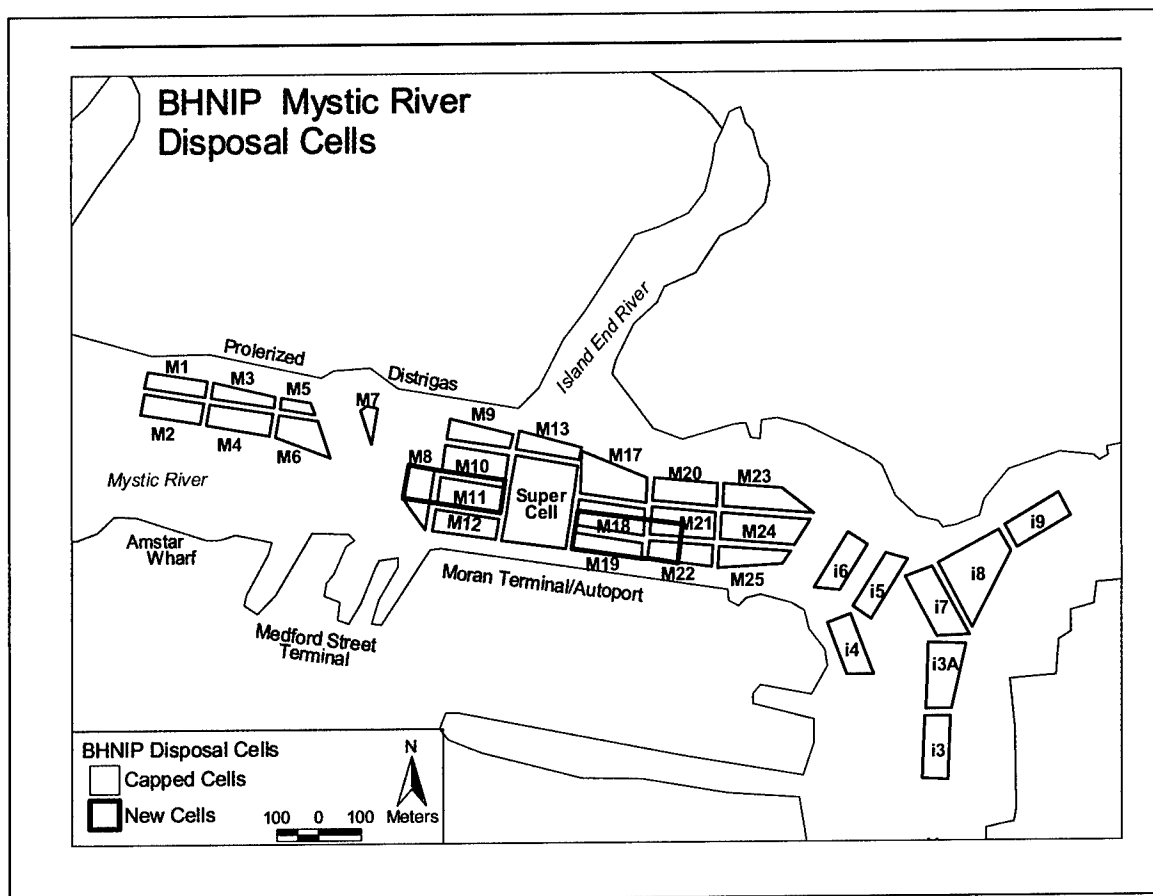 BHNIP Mystic River
Disposal Cells
Island End River
Prolerized
Distrigas
M1
M3
M5
M7
M2
M4
M6
M9
M13
M8
M10
M17
M11
Super
Cell
M12
M18
M20
M23
M21
M24
M19
M22
M25
Mystic River
Amstar
Wharf
Medford Street
Terminal
Moran Terminal/Autoport
i9
i6
i5
i8
i7
i4
i3A
i3
BHNIP Disposal Cells
Capped Cells
New Cells
N
100 0 100 Meters